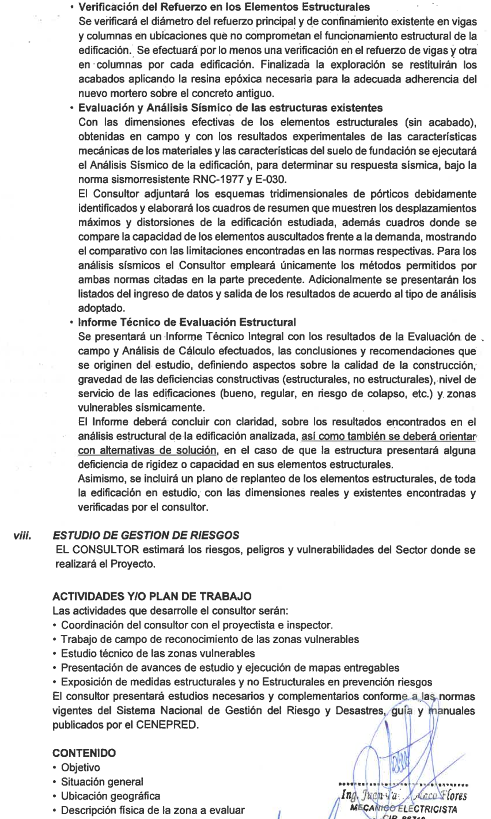 • Verificación del Refuerzo en los Elementos Estructurales
Se verificará el diámetro del refuerzo principal y de confinamiento existente en vigas
y columnas en ubicaciones que no comprometan el funcionamiento estructural de la
edificación. Se efectuará por lo menos una verificación en el refuerzo de vigas y otra
en columnas por cada edificación. Finalizada la exploración se restituirán los
acabados aplicando la resina epóxica necesaria para la adecuada adherencia del
nuevo mortero sobre el concreto antiguo.
• Evaluación y Análisis Sísmico de las estructuras existentes
Con las dimensiones efectivas de los elementos estructurales (sin acabado),
obtenidas en campo y con los resultados experimentales de las características
mecánicas de los materiales y las características del suelo de fundación se ejecutará
el Análisis Sísmico de la edificación, para determinar su respuesta sísmica, bajo la
norma sismorresistente RNC-1977 y E-030.
El Consultor adjuntará los esquemas tridimensionales de pórticos debidamente
identificados y elaborará los cuadros de resumen que muestren los desplazamientos
máximos y distorsiones de la edificación estudiada, además cuadros donde se
compare la capacidad de los elementos auscultados frente a la demanda, mostrando
el comparativo con las limitaciones encontradas en las normas respectivas. Para los
análisis sísmicos el Consultor empleará únicamente los métodos permitidos por
ambas normas citadas en la parte precedente. Adicionalmente se presentarán los
listados del ingreso de datos y salida de los resultados de acuerdo al tipo de análisis
adoptado.
• Informe Técnico de Evaluación Estructural
Se presentará un Informe Técnico Integral con los resultados de la Evaluación de
campo y Análisis de Cálculo efectuados, las conclusiones y recomendaciones que
se originen del estudio, definiendo aspectos sobre la calidad de la construcción,
gravedad de las deficiencias constructivas (estructurales, no estructurales), nivel de
servicio de las edificaciones (bueno, regular, en riesgo de colapso, etc.) y zonas
vulnerables sísmicamente.
El Informe deberá concluir con claridad, sobre los resultados encontrados en el
análisis estructural de la edificación analizada, así como también se deberá orientar
con alternativas de solución, en el caso de que la estructura presentará alguna
deficiencia de rigidez o capacidad en sus elementos estructurales.
Asimismo, se incluirá un plano de replanteo de los elementos estructurales, de toda
la edificación en estudio, con las dimensiones reales y existentes encontradas y
verificadas por el consultor.
viii. ESTUDIO DE GESTION DE RIESGOS
EL CONSULTOR estimará los riesgos, peligros y vulnerabilidades del Sector donde se
realizará el Proyecto.
ACTIVIDADES Y/O PLAN DE TRABAJO
Las actividades que desarrolle el consultor serán:
• Coordinación del consultor con el proyectista e inspector.
• Trabajo de campo de reconocimiento de las zonas vulnerables
• Estudio técnico de las zonas vulnerables
• Presentación de avances de estudio y ejecución de mapas entregables
• Exposición de medidas estructurales y no Estructurales en prevención riesgos
El consultor presentará estudios necesarios y complementarios conforme a las normas
vigentes del Sistema Nacional de Gestión del Riesgo y Desastres, guía y manuales
publicados por el CENEPRED.
CONTENIDO
• Objetivo
• Situación general
• Ubicación geográfica
• Descripción física de la zona a evaluar
Ing. Flores
MECANICO ELECTRICISTA
CIP